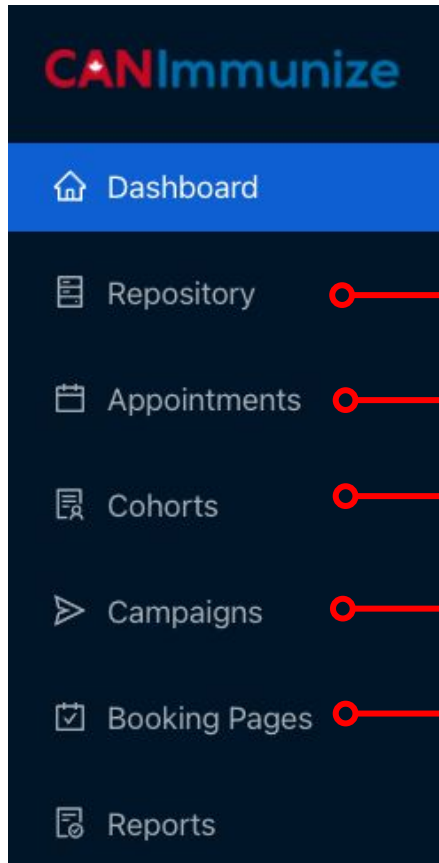 CANImmunize
Dashboard
Repository
Appointments
Cohorts
Campaigns
Booking Pages
Reports